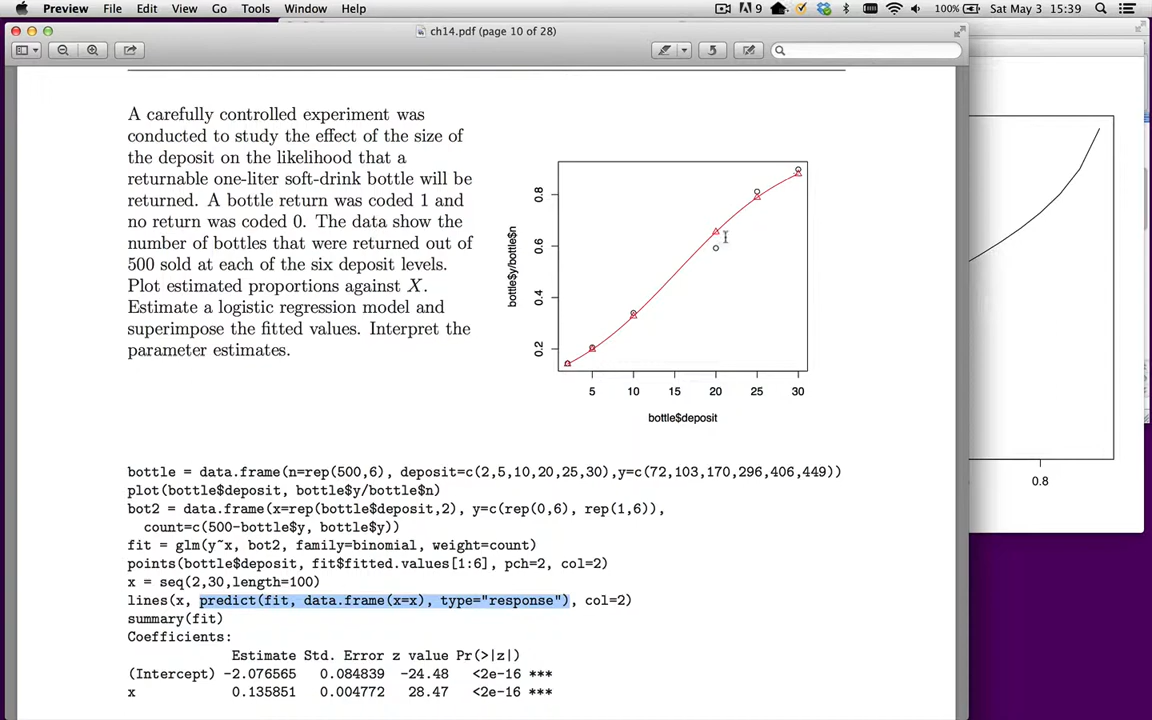 Preview File Edit View Go Tools Window Help 9 100% Sat May 3 15:39
ch14.pdf (page 10 of 28)
A carefully controlled experiment was
conducted to study the effect of the size of
the deposit on the likelihood that a
returnable one-liter soft-drink bottle will be
returned. A bottle return was coded 1 and
no return was coded 0. The data show the
number of bottles that were returned out of
500 sold at each of the six deposit levels.
Plot estimated proportions against X.
Estimate a logistic regression model and
superimpose the fitted values. Interpret the
parameter estimates.
bottle$y/bottle$n
0.8
0.6
0.4
0.2
5 10 15 20 25 30
bottle$deposit
0.8
bottle = data.frame(n=rep(500,6), deposit=c(2,5,10,20,25,30),y=c(72,103,170,296,406,449))
plot(bottle$deposit, bottle$y/bottle$n)
bot2 = data.frame(x=rep(bottle$deposit,2), y=c(rep(0,6), rep(1,6)),
count=c(500-bottle$y, bottle$y))
fit = glm(y~x, bot2, family=binomial, weight=count)
points(bottle$deposit, fit$fitted.values[1:6], pch=2, col=2)
x = seq(2,30,length=100)
lines(x, predict(fit, data.frame(x=x), type="response"), col=2)
summary(fit)
Coefficients:
Estimate Std. Error z value Pr(>|z|)
(Intercept) -2.076565 0.084839 -24.48 <2e-16 ***
x 0.135851 0.004772 28.47 <2e-16 ***